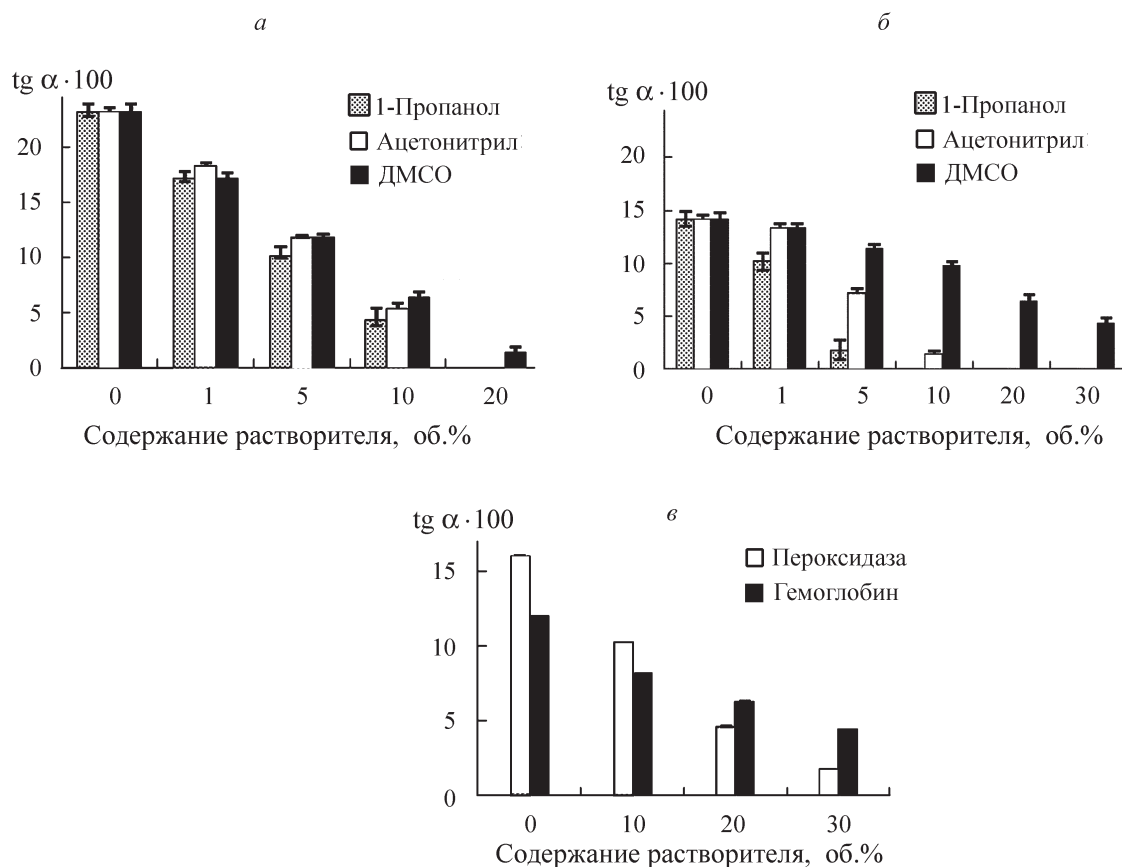 а
tg α · 100
1-Пропанол
Ацетонитрил
ДМСО
20
15
10
5
0
0 1 5 10 20
Содержание растворителя, об.%
б
tg α · 100
1-Пропанол
Ацетонитрил
ДМСО
20
15
10
5
0
0 1 5 10 20 30
Содержание растворителя, об.%
в
tg α · 100
Пероксидаза
Гемоглобин
15
10
5
0
0 10 20 30
Содержание растворителя, об.%